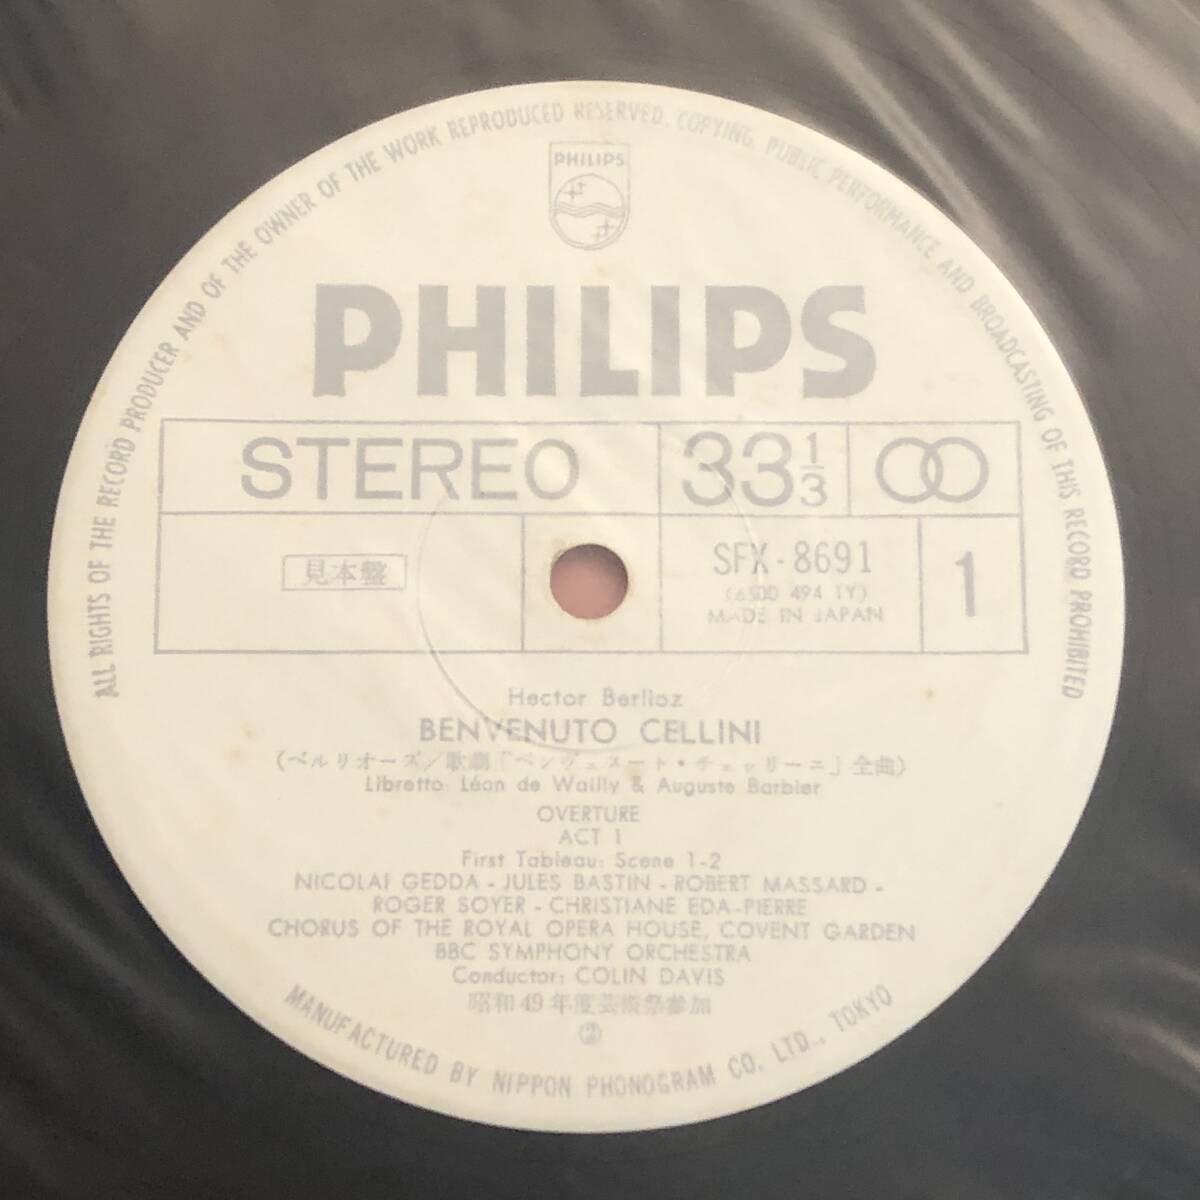 ALL RIGHTS OF THE RECORD PRODUCER AND OF THE OWNER OF THE WORK REPRODUCED RESERVED. COPYING, PUBLIC PERFORMANCE AND BROADCASTING OF THIS RECORD PROHIBITED
PHILIPS
PHILIPS
STEREO
33 1/3
見本盤
SFX-8691
(6500 494 1Y)
MADE IN JAPAN
1
Hector Berlioz
BENVENUTO CELLINI
(ベルリオーズ/歌劇「ベンヴェヌート・チェッリーニ」全曲)
Libretto: Léon de Wailly & Auguste Barbier
OVERTURE
ACT I
First Tableau: Scene 1-2
NICOLAI GEDDA - JULES BASTIN - ROBERT MASSARD -
ROGER SOYER - CHRISTIANE EDA-PIERRE
CHORUS OF THE ROYAL OPERA HOUSE, COVENT GARDEN
BBC SYMPHONY ORCHESTRA
Conductor: COLIN DAVIS
昭和49年度芸術祭参加
②
MANUFACTURED BY NIPPON PHONOGRAM CO. LTD., TOKYO